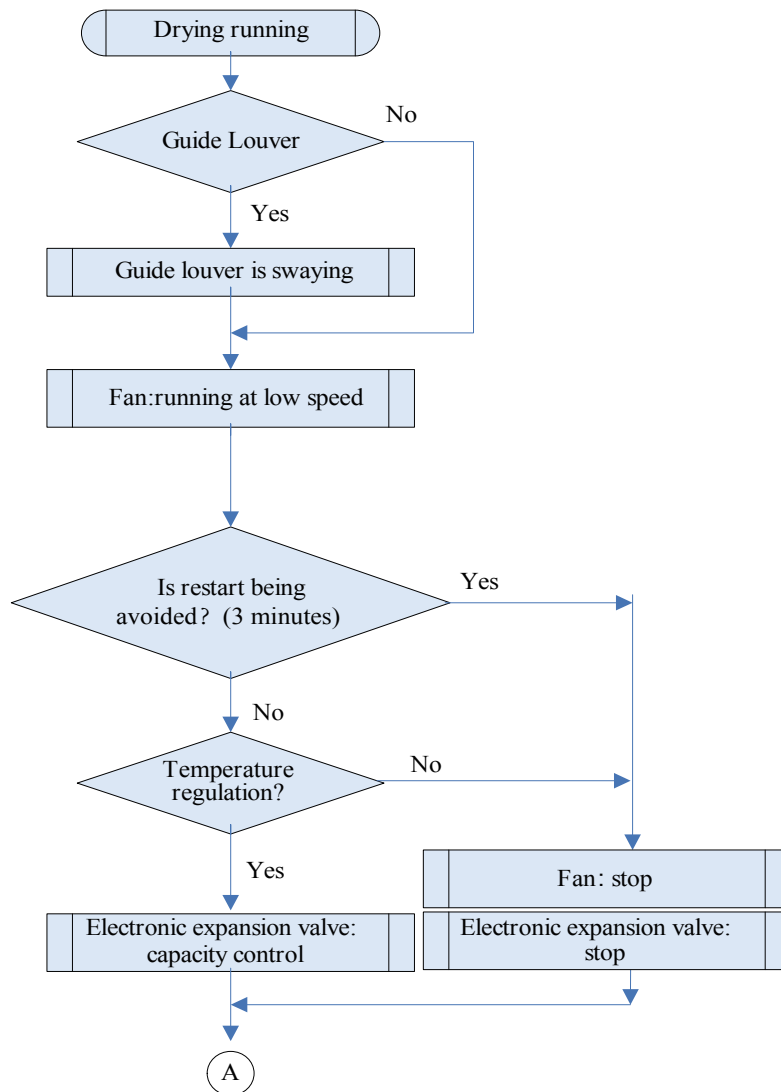 Drying running
No
Guide Louver
Yes
Guide louver is swaying
Fan:running at low speed
Is restart being
avoided? (3 minutes)
Yes
No
Temperature
regulation?
No
Yes
Fan: stop
Electronic expansion valve:
capacity control
Electronic expansion valve:
stop
A